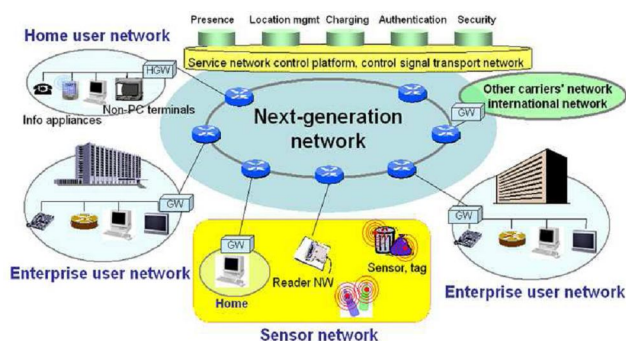 Presence Location mgmt Charging Authentication Security
Home user network
Service network control platform, control signal transport network
HGW
Info appliances
Non-PC terminals
Other carriers' network
international network
GW
Next-generation
network
GW
Enterprise user network
GW
Home
Reader NW
Sensor, tag
Sensor network
GW
Enterprise user network